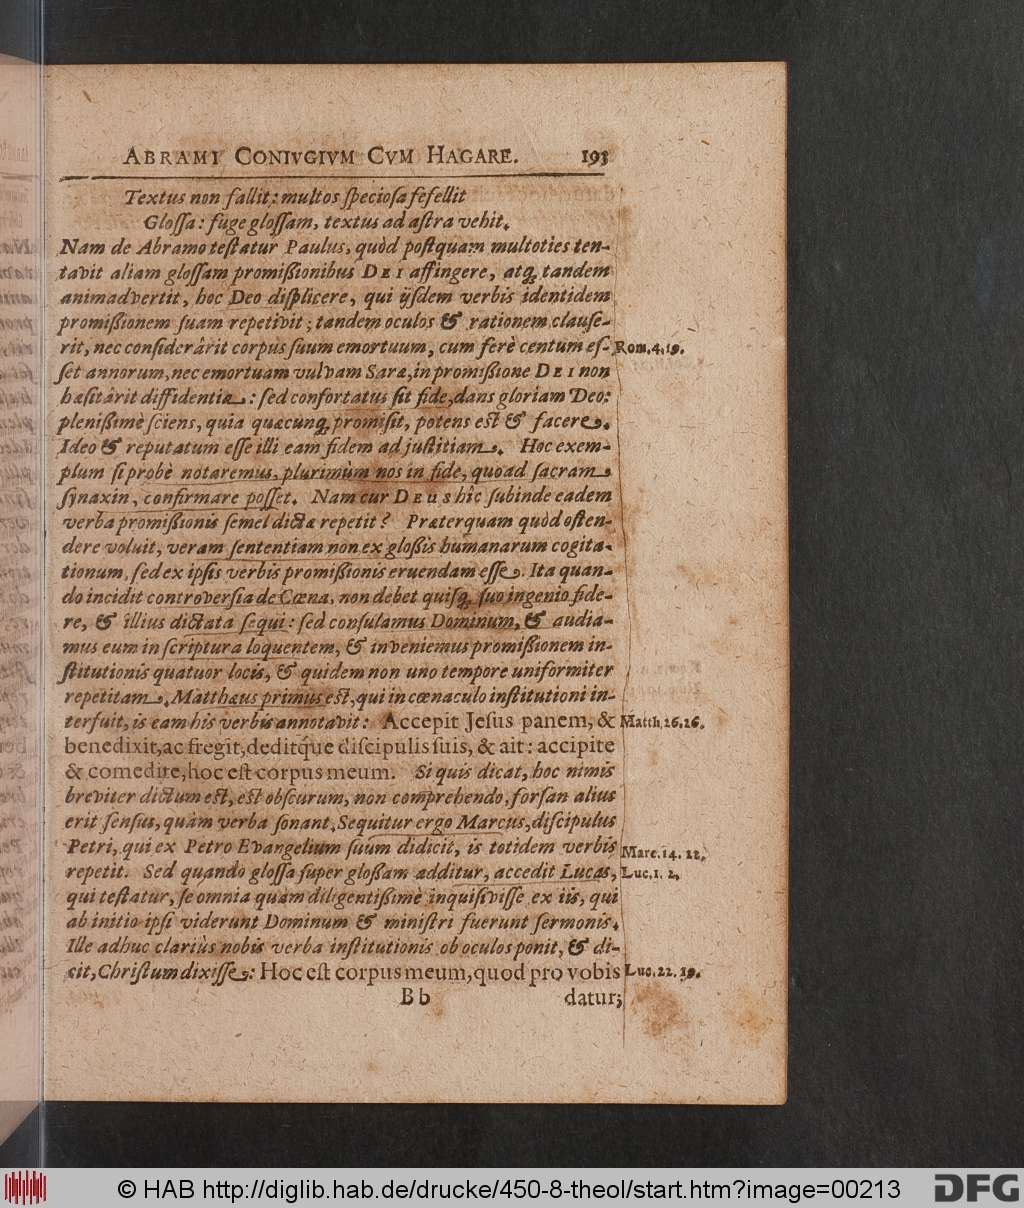 ABRAMI CONIVGIVM CVM HAGARE. 193
Textus non fallit: multos ſpecioſa fefellit
Gloſſa: fuge gloſſam, textus ad aſtra vehit.
Nam de Abramo teſtatur Paulus, quòd poſtquam multoties ten-
tavit aliam gloſſam promißionibus DEI affingere, atq; tandem
animadvertit, hoc Deo diſplicere, qui ijſdem verbis identidem
promißionem ſuam repetivit; tandem oculos & rationem clauſe-
rit, nec conſiderârit corpus ſuum emortuum, cum ferè centum eſ- Rom. 4. 19.
ſet annorum, nec emortuam vulvam Saræ, in promißione DEI non
hæſitârit diffidentia: ſed confortatus ſit fide, dans gloriam Deo:
pleniſſimè ſciens, quia quæcunq; promiſit, potens eſt & facere.
Ideo & reputatum eſſe illi eam fidem ad juſtitiam. Hoc exem-
plum ſi probè notaremus, plurimùm nos in fide, quoad ſacram
ſynaxin, confirmare poſſet. Nam cur DEUS hîc ſubinde eadem
verba promißionis ſemel dicta repetit? Præterquam quòd oſten-
dere voluit, veram ſententiam non ex gloßis humanarum cogita-
tionum, ſed ex ipſis verbis promißionis eruendam eſſe. Ita quan-
do incidit controverſia de Cœna, non debet quiſq; ſuo ingenio fide-
re, & illius dictata ſequi: ſed conſulamus Dominum, & audia-
mus eum in ſcriptura loquentem, & inveniemus promißionem in-
ſtitutionis quatuor locis, & quidem non uno tempore uniformiter
repetitam. Matthæus primus eſt, qui in cœnaculo inſtitutioni in-
terfuit, is eam his verbis annotavit: Accepit Jeſus panem, & Matth. 26. 26.
benedixit, ac fregit, deditque diſcipulis ſuis, & ait: accipite
& comedite, hoc eſt corpus meum. Si quis dicat, hoc nimis
breviter dictum eſt, eſt obſcurum, non comprehendo, forſan alius
erit ſenſus, quàm verba ſonant. Sequitur ergo Marcus, diſcipulus
Petri, qui ex Petro Evangelium ſuum didicit, is totidem verbis Marc. 14. 22.
repetit. Sed quando gloſſa ſuper gloßam additur, accedit Lucas, Luc. 1. 2.
qui teſtatur, ſe omnia quàm diligentißimè inquiſiviſſe ex iis, qui
ab initio ipſi viderunt Dominum & miniſtri fuerunt ſermonis.
Ille adhuc clariùs nobis verba inſtitutionis ob oculos ponit, & di-
cit, Chriſtum dixiſſe: Hoc eſt corpus meum, quod pro vobis Luc. 22. 19.
Bb datur;
© HAB http://diglib.hab.de/drucke/450-8-theol/start.htm?image=00213 DFG